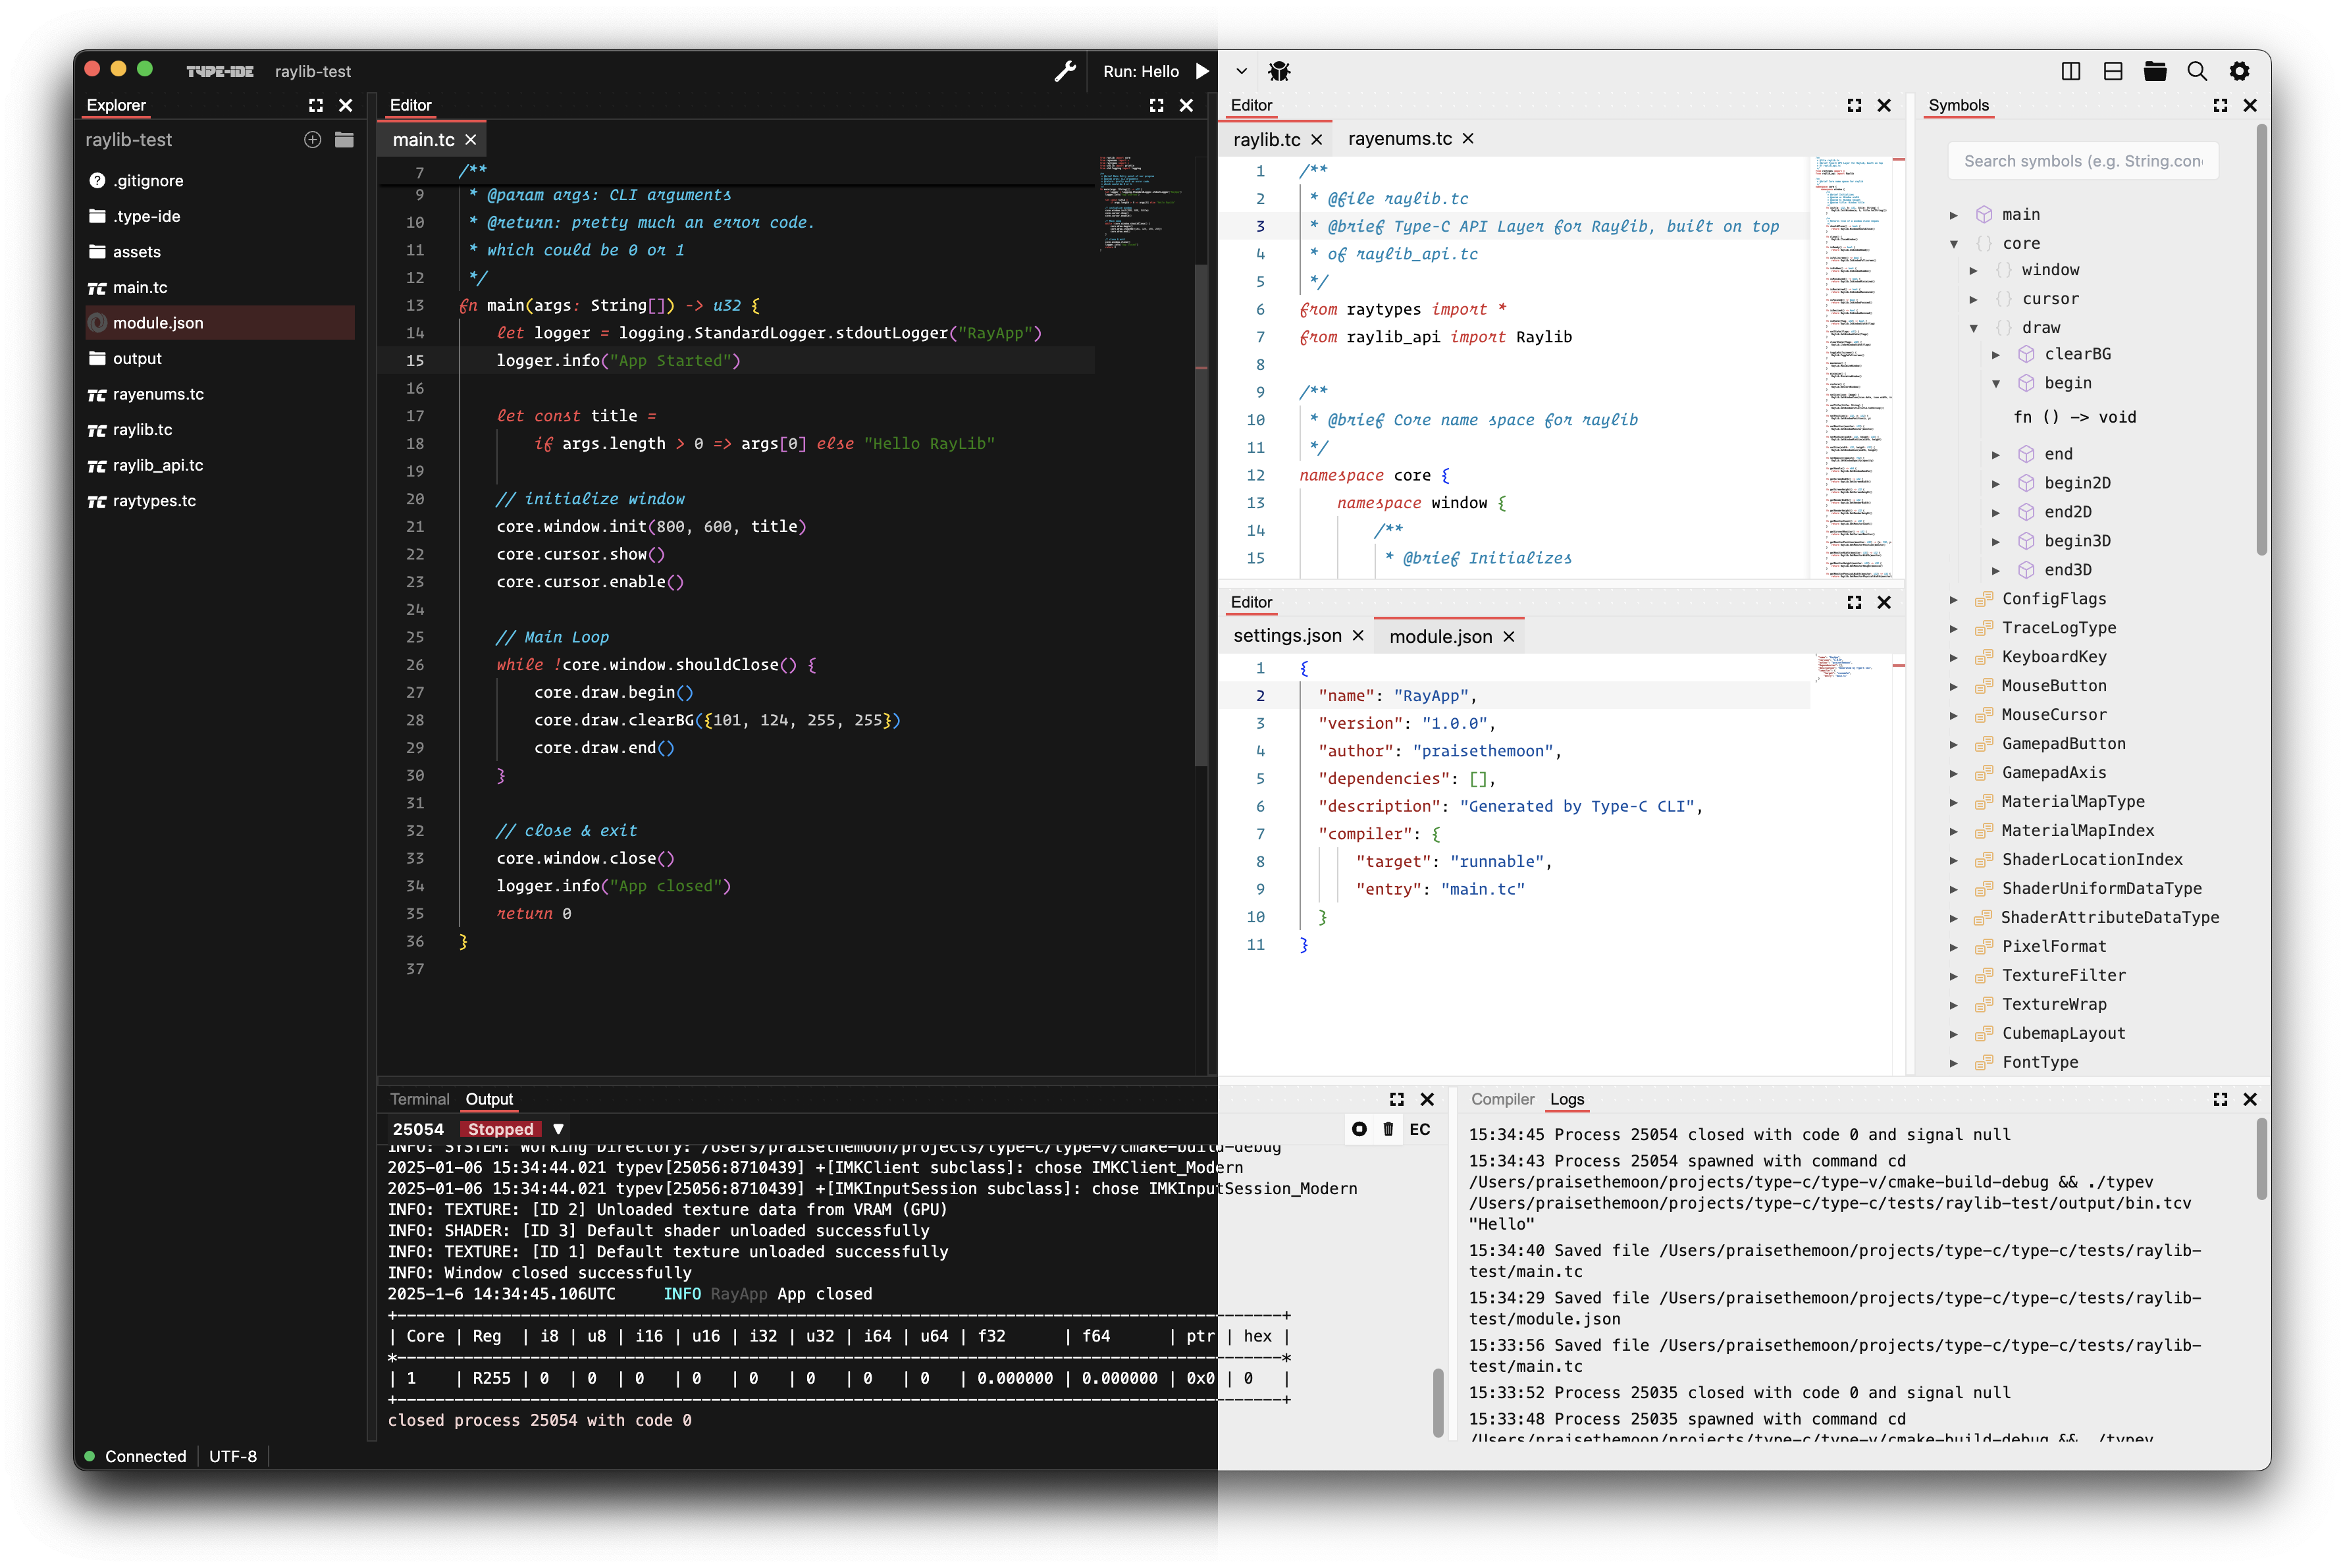 TYPE-IDE raylib-test
Run: Hello
Explorer
raylib-test
.gitignore
.type-ide
assets
main.tc
module.json
output
rayenums.tc
raylib.tc
raylib_api.tc
raytypes.tc
Editor
main.tc
7 /**
9 * @param args: CLI arguments
10 * @return: pretty much an error code.
11 * which could be 0 or 1
12 */
13 fn main(args: String[]) -> u32 {
14 let logger = logging.StandardLogger.stdoutLogger("RayApp")
15 logger.info("App Started")
16
17 let const title =
18 if args.length > 0 => args[0] else "Hello RayLib"
19
20 // initialize window
21 core.window.init(800, 600, title)
22 core.cursor.show()
23 core.cursor.enable()
24
25 // Main Loop
26 while !core.window.shouldClose() {
27 core.draw.begin()
28 core.draw.clearBG({101, 124, 255, 255})
29 core.draw.end()
30 }
31
32 // close & exit
33 core.window.close()
34 logger.info("App closed")
35 return 0
36 }
37
Editor
raylib.tc rayenums.tc
1 /**
2 * @file raylib.tc
3 * @brief Type-C API Layer for Raylib, built on top
4 * of raylib_api.tc
5 */
6 from raytypes import *
7 from raylib_api import Raylib
8
9 /**
10 * @brief Core name space for raylib
11 */
12 namespace core {
13 namespace window {
14 /**
15 * @brief Initializes
Editor
settings.json module.json
1 {
2 "name": "RayApp",
3 "version": "1.0.0",
4 "author": "praisethemoon",
5 "dependencies": [],
6 "description": "Generated by Type-C CLI",
7 "compiler": {
8 "target": "runnable",
9 "entry": "main.tc"
10 }
11 }
Symbols
Search symbols (e.g. String.con
main
core
window
cursor
draw
clearBG
begin
fn () -> void
end
begin2D
end2D
begin3D
end3D
ConfigFlags
TraceLogType
KeyboardKey
MouseButton
MouseCursor
GamepadButton
GamepadAxis
MaterialMapType
MaterialMapIndex
ShaderLocationIndex
ShaderUniformDataType
ShaderAttributeDataType
PixelFormat
TextureFilter
TextureWrap
CubemapLayout
FontType
Terminal Output
25054 Stopped
EC
INFO: SYSTEM: Working Directory: /Users/praisethemoon/projects/type-c/type-v/cmake-build-debug
2025-01-06 15:34:44.021 typev[25056:8710439] +[IMKClient subclass]: chose IMKClient_Modern
2025-01-06 15:34:44.021 typev[25056:8710439] +[IMKInputSession subclass]: chose IMKInputSession_Modern
INFO: TEXTURE: [ID 2] Unloaded texture data from VRAM (GPU)
INFO: SHADER: [ID 3] Default shader unloaded successfully
INFO: TEXTURE: [ID 1] Default texture unloaded successfully
INFO: Window closed successfully
2025-1-6 14:34:45.106UTC INFO RayApp App closed
| Core | Reg | i8 | u8 | i16 | u16 | i32 | u32 | i64 | u64 | f32 | f64 | ptr | hex |
| 1 | R255 | 0 | 0 | 0 | 0 | 0 | 0 | 0 | 0 | 0.000000 | 0.000000 | 0x0 | 0 |
closed process 25054 with code 0
Compiler Logs
15:34:45 Process 25054 closed with code 0 and signal null
15:34:43 Process 25054 spawned with command cd
/Users/praisethemoon/projects/type-c/type-v/cmake-build-debug && ./typev
/Users/praisethemoon/projects/type-c/type-c/tests/raylib-test/output/bin.tcv
"Hello"
15:34:40 Saved file /Users/praisethemoon/projects/type-c/type-c/tests/raylib-
test/main.tc
15:34:29 Saved file /Users/praisethemoon/projects/type-c/type-c/tests/raylib-
test/module.json
15:33:56 Saved file /Users/praisethemoon/projects/type-c/type-c/tests/raylib-
test/main.tc
15:33:52 Process 25035 closed with code 0 and signal null
15:33:48 Process 25035 spawned with command cd
/Users/praisethemoon/projects/type-c/type-v/cmake-build-debug && ./typev
Connected UTF-8